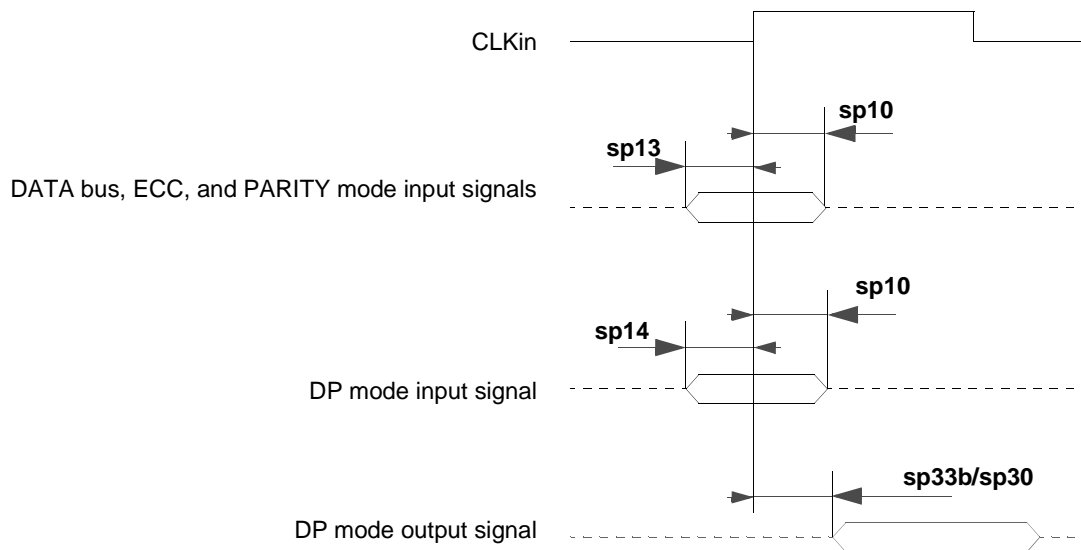 CLKin
sp10
sp13
DATA bus, ECC, and PARITY mode input signals
sp10
sp14
DP mode input signal
sp33b/sp30
DP mode output signal